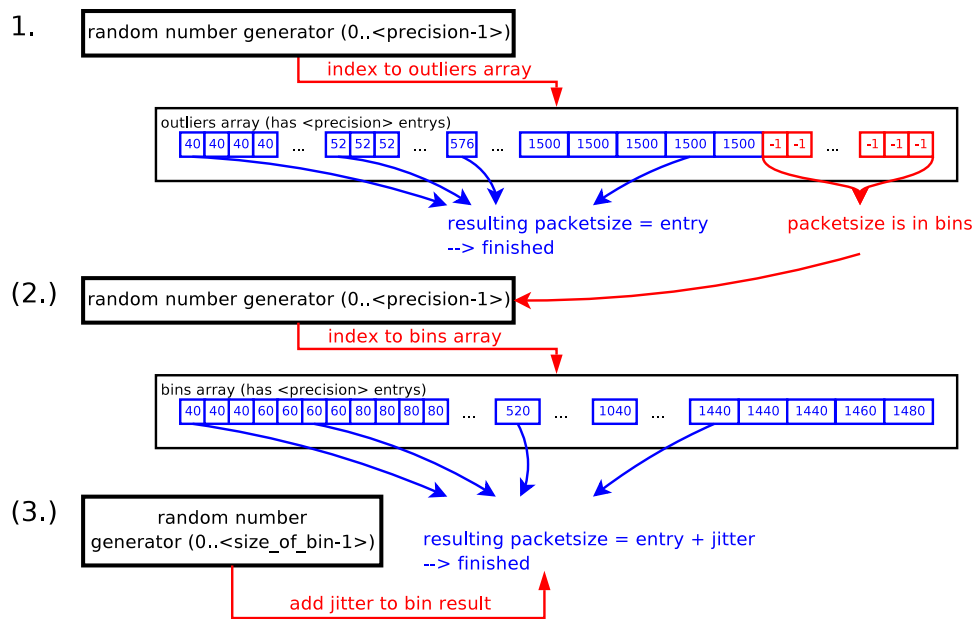 1.
random number generator (0..<precision-1>)
index to outliers array
outliers array (has <precision> entrys)
40 40 40 40 ... 52 52 52 ... 576 ... 1500 1500 1500 1500 1500 -1 -1 ... -1 -1 -1
resulting packetsize = entry
--> finished
packetsize is in bins
(2.)
random number generator (0..<precision-1>)
index to bins array
bins array (has <precision> entrys)
40 40 40 60 60 60 60 80 80 80 80 ... 520 ... 1040 ... 1440 1440 1440 1460 1480
(3.)
random number
generator (0..<size_of_bin-1>)
resulting packetsize = entry + jitter
--> finished
add jitter to bin result